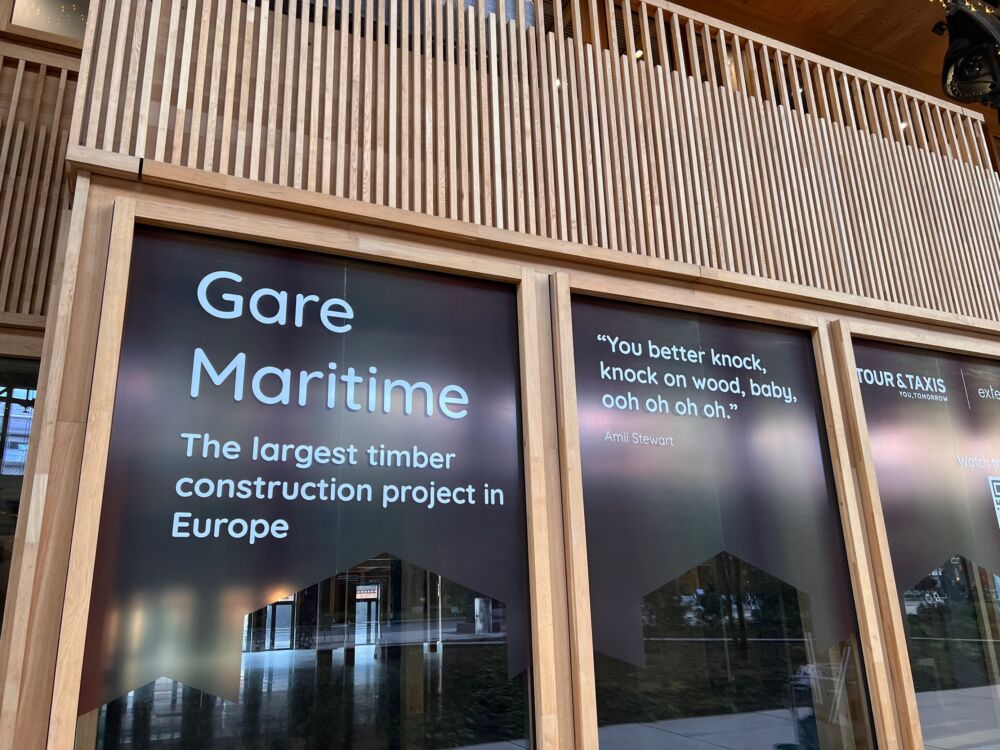 Gare
Maritime
The largest timber
construction project in
Europe
“You better knock,
knock on wood, baby,
ooh oh oh oh.”
Amii Stewart
TOUR & TAXIS
YOU, TOMORROW
Watch